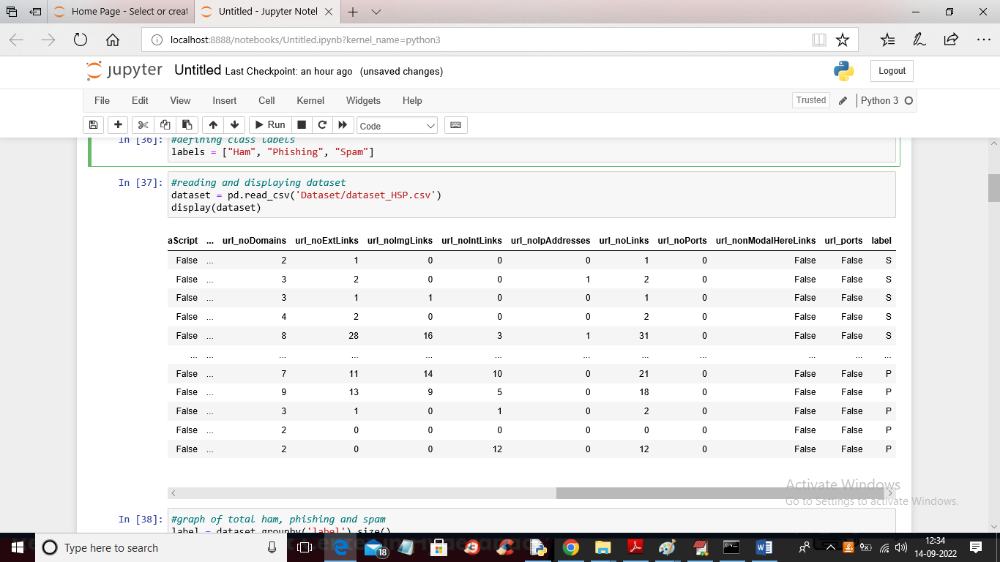 Home Page - Select or creat
Untitled - Jupyter Notel
localhost:8888/notebooks/Untitled.ipynb?kernel_name=python3
jupyter Untitled Last Checkpoint: an hour ago (unsaved changes)
Logout
File Edit View Insert Cell Kernel Widgets Help
Trusted Python 3
Run Code
In [36]: #defining class labels
labels = ["Ham", "Phishing", "Spam"]
In [37]: #reading and displaying dataset
dataset = pd.read_csv('Dataset/dataset_HSP.csv')
display(dataset)
aScript ... url_noDomains url_noExtLinks url_noImgLinks url_noIntLinks url_noIpAddresses url_noLinks url_noPorts url_nonModalHereLinks url_ports label
False ... 2 1 0 0 0 1 0 False False S
False ... 3 2 0 0 1 2 0 False False S
False ... 3 1 1 0 0 1 0 False False S
False ... 4 2 0 0 0 2 0 False False S
False ... 8 28 16 3 1 31 0 False False S
... ... ... ... ... ... ... ... ... ... ... ...
False ... 7 11 14 10 0 21 0 False False P
False ... 9 13 9 5 0 18 0 False False P
False ... 3 1 0 1 0 2 0 False False P
False ... 2 0 0 0 0 0 0 False False P
False ... 2 0 0 12 0 12 0 False False P
Activate Windows
Go to Settings to activate Windows.
In [38]: #graph of total ham, phishing and spam
label = dataset.groupby('label').size()
Type here to search
18
12:34
14-09-2022